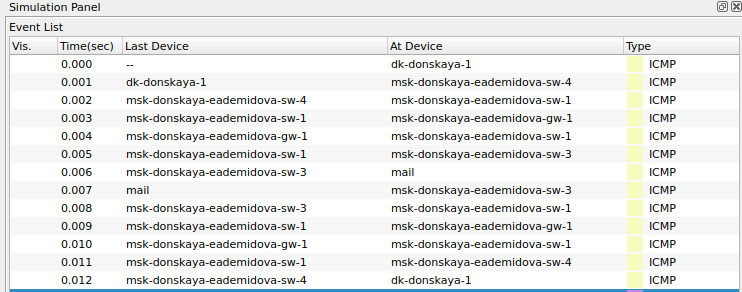 Simulation Panel
Event List
Vis. Time(sec) Last Device At Device Type
0.000 -- dk-donskaya-1 ICMP
0.001 dk-donskaya-1 msk-donskaya-eademidova-sw-4 ICMP
0.002 msk-donskaya-eademidova-sw-4 msk-donskaya-eademidova-sw-1 ICMP
0.003 msk-donskaya-eademidova-sw-1 msk-donskaya-eademidova-gw-1 ICMP
0.004 msk-donskaya-eademidova-gw-1 msk-donskaya-eademidova-sw-1 ICMP
0.005 msk-donskaya-eademidova-sw-1 msk-donskaya-eademidova-sw-3 ICMP
0.006 msk-donskaya-eademidova-sw-3 mail ICMP
0.007 mail msk-donskaya-eademidova-sw-3 ICMP
0.008 msk-donskaya-eademidova-sw-3 msk-donskaya-eademidova-sw-1 ICMP
0.009 msk-donskaya-eademidova-sw-1 msk-donskaya-eademidova-gw-1 ICMP
0.010 msk-donskaya-eademidova-gw-1 msk-donskaya-eademidova-sw-1 ICMP
0.011 msk-donskaya-eademidova-sw-1 msk-donskaya-eademidova-sw-4 ICMP
0.012 msk-donskaya-eademidova-sw-4 dk-donskaya-1 ICMP